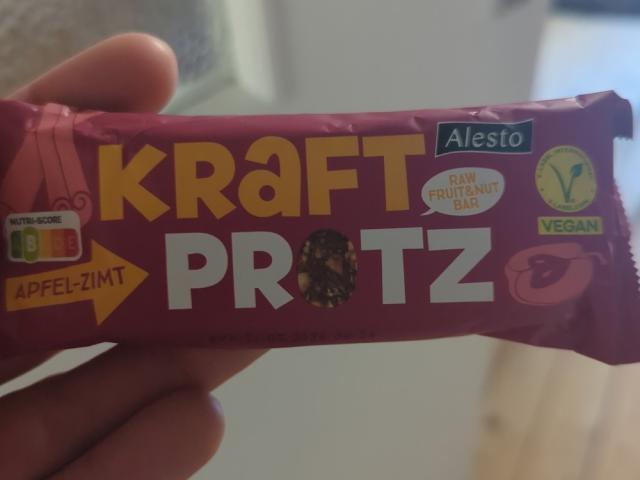 KRAFT
PROTZ
Alesto
RAW
FRUIT&NUT
BAR
VEGAN
NUTRI-SCORE
B
APFEL-ZIMT